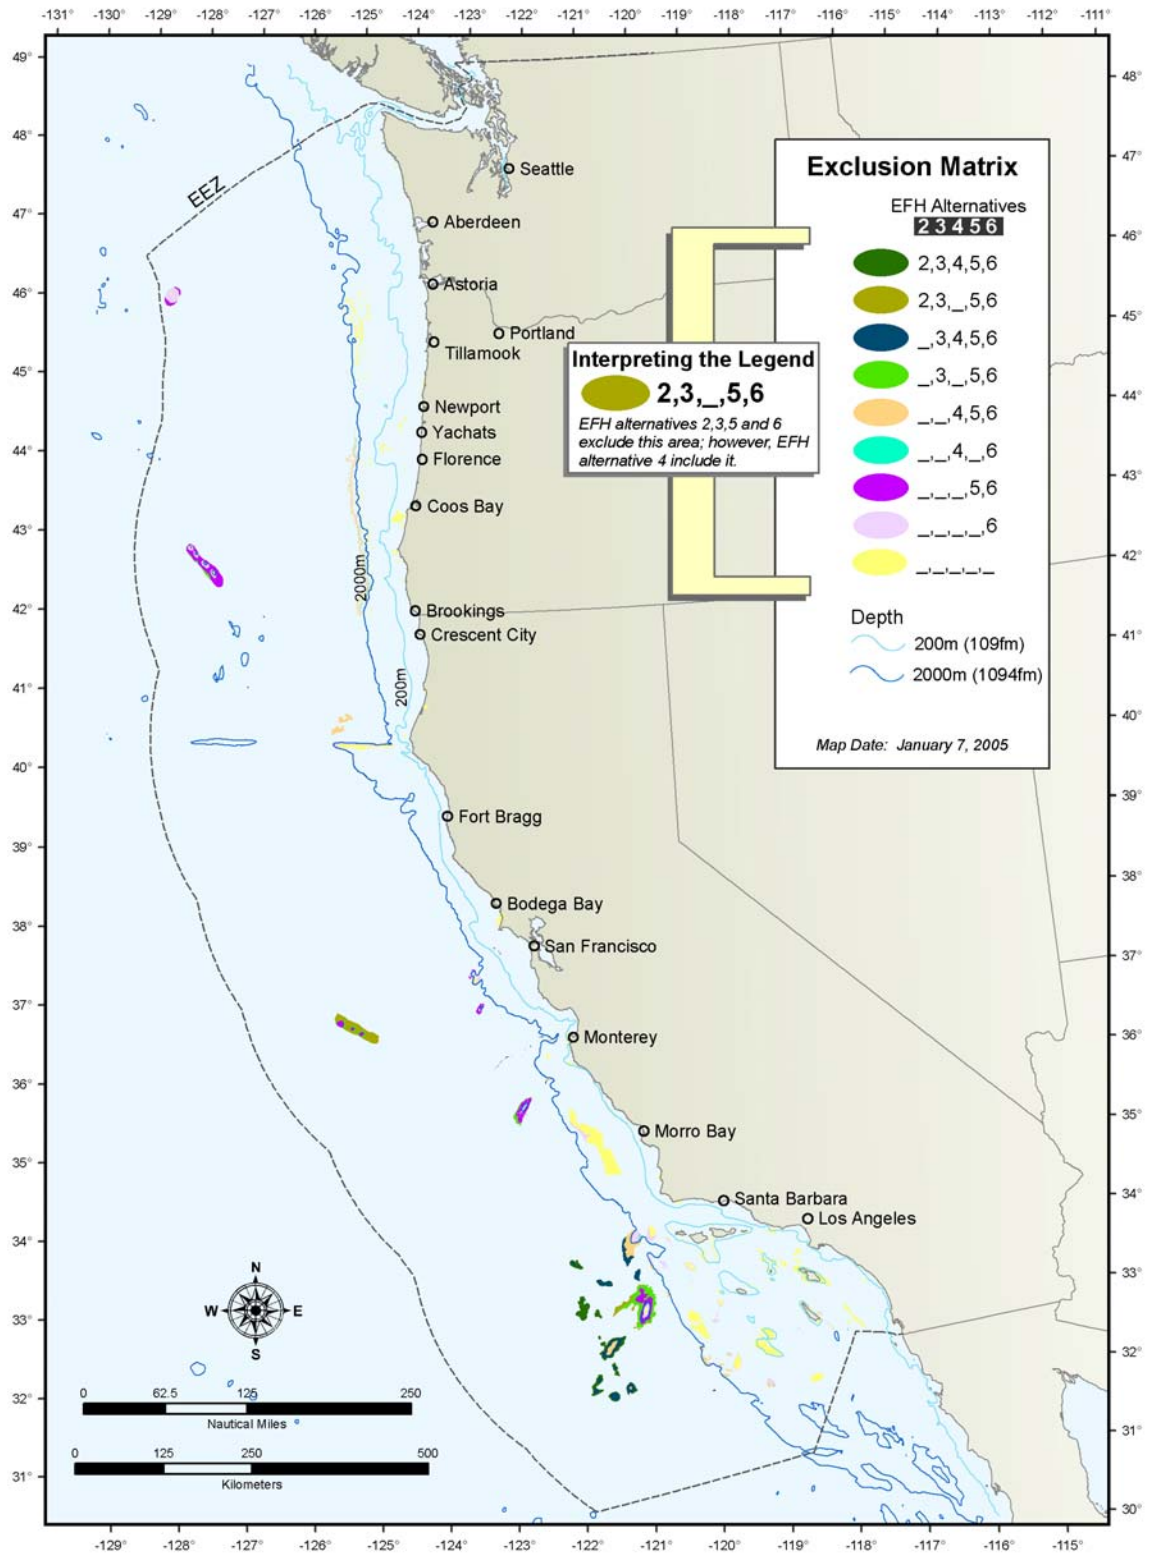 -131° -130° -129° -128° -127° -126° -125° -124° -123° -122° -121° -120° -119° -118° -117° -116° -115° -114° -113° -112° -111°
49°
48°
47°
46°
45°
44°
43°
42°
41°
40°
39°
38°
37°
36°
35°
34°
33°
32°
31°
48°
47°
46°
45°
44°
43°
42°
41°
40°
39°
38°
37°
36°
35°
34°
33°
32°
31°
30°
EEZ
Seattle
Aberdeen
Astoria
Portland
Tillamook
Newport
Yachats
Florence
Coos Bay
2000m
Brookings
Crescent City
200m
Fort Bragg
Bodega Bay
San Francisco
Monterey
Morro Bay
Santa Barbara
Los Angeles
Exclusion Matrix
EFH Alternatives
2 3 4 5 6
2,3,4,5,6
2,3,_,5,6
_,3,4,5,6
_,3,_,5,6
_,_,4,5,6
_,_,4,_,6
_,_,_,5,6
_,_,_,_,6
_,_,_,_,_
Depth
200m (109fm)
2000m (1094fm)
Map Date: January 7, 2005
Interpreting the Legend
2,3,_,5,6
EFH alternatives 2,3,5 and 6
exclude this area; however, EFH
alternative 4 include it.
N
W E
S
0 62.5 125 250
Nautical Miles
0 125 250 500
Kilometers
-129° -128° -127° -126° -125° -124° -123° -122° -121° -120° -119° -118° -117° -116° -115°